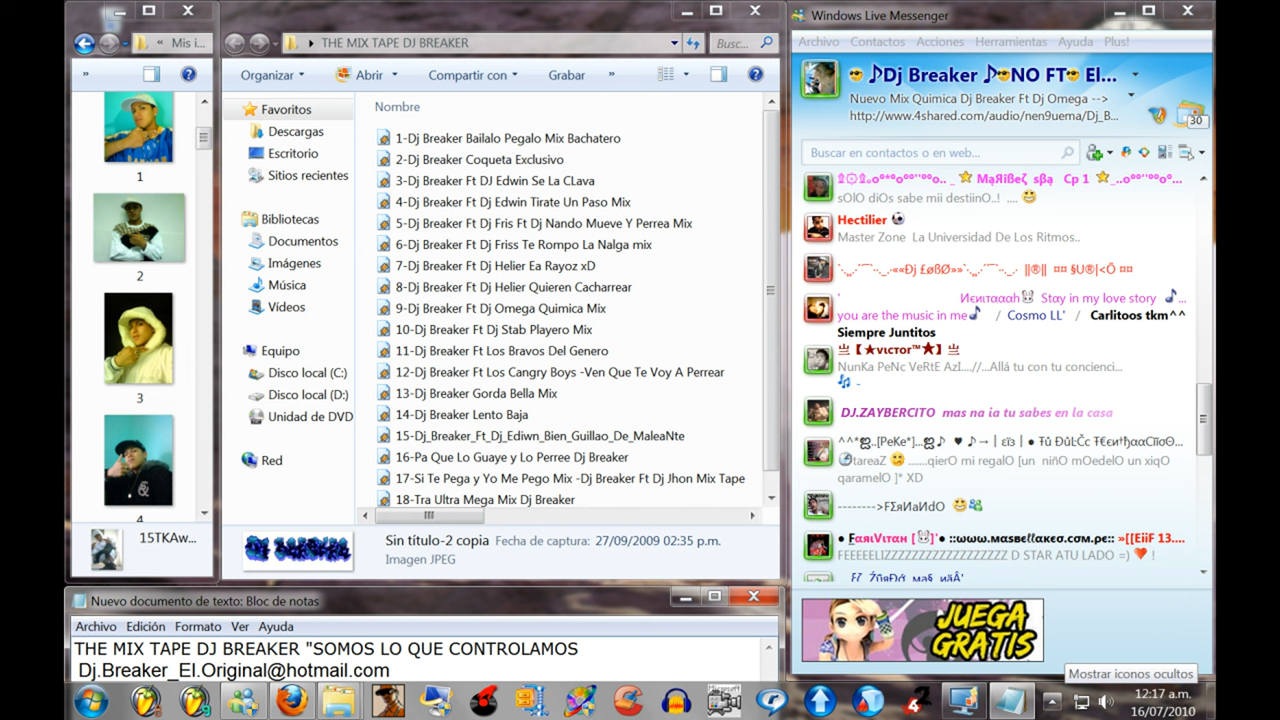 Mis i...
1
2
3
4
15TKAw...
THE MIX TAPE DJ BREAKER
Busc...
Organizar
Abrir
Compartir con
Grabar
»
Favoritos
Descargas
Escritorio
Sitios recientes
Bibliotecas
Documentos
Imágenes
Música
Vídeos
Equipo
Disco local (C:)
Disco local (D:)
Unidad de DVD
Red
Nombre
1-Dj Breaker Bailalo Pegalo Mix Bachatero
2-Dj Breaker Coqueta Exclusivo
3-Dj Breaker Ft DJ Edwin Se La CLava
4-Dj Breaker Ft Dj Edwin Tirate Un Paso Mix
5-Dj Breaker Ft Dj Fris Ft Dj Nando Mueve Y Perrea Mix
6-Dj Breaker Ft Dj Friss Te Rompo La Nalga mix
7-Dj Breaker Ft Dj Helier Ea Rayoz xD
8-Dj Breaker Ft Dj Helier Quieren Cacharrear
9-Dj Breaker Ft Dj Omega Quimica Mix
10-Dj Breaker Ft Dj Stab Playero Mix
11-Dj Breaker Ft Los Bravos Del Genero
12-Dj Breaker Ft Los Cangry Boys -Ven Que Te Voy A Perrear
13-Dj Breaker Gorda Bella Mix
14-Dj Breaker Lento Baja
15-Dj_Breaker_Ft_Dj_Ediwn_Bien_Guillao_De_MaleaNte
16-Pa Que Lo Guaye y Lo Perree Dj Breaker
17-Si Te Pega y Yo Me Pego Mix -Dj Breaker Ft Dj Jhon Mix Tape
18-Tra Ultra Mega Mix Dj Breaker
Sin título-2 copia Fecha de captura: 27/09/2009 02:35 p.m.
Imagen JPEG
Nuevo documento de texto: Bloc de notas
Archivo Edición Formato Ver Ayuda
THE MIX TAPE DJ BREAKER "SOMOS LO QUE CONTROLAMOS
Dj.Breaker_El.Original@hotmail.com
Windows Live Messenger
Archivo Contactos Acciones Herramientas Ayuda Plus!
♪Dj Breaker ♪NO FT El...
Nuevo Mix Quimica Dj Breaker Ft Dj Omega -->
http://www.4shared.com/audio/nen9uema/Dj_B...
30
Buscar en contactos o en web...
sOlO diOs sabe mii destiinO..! ....
Hectilier
Master Zone La Universidad De Los Ritmos..
Stay in my love story
you are the music in me / Cosmo LL' / Carlitoos tkm^^
Siempre Juntitos
【★vιcтor™★】
NunKa PeNc VeRtE AzI....//...Allá tu con tu concienci...
DJ.ZAYBERCITO mas na ia tu sabes en la casa
tareaZ .......qierO mi regalO [un niñO mOdelO un xiqO
qaramelO ]* XD
-------->FΣяИaИdO
FEEEEELIZZZZZZZZZZZZZZZZZZZ D STAR ATU LADO =) !
JUEGA
GRATIS
Mostrar iconos ocultos
12:17 a.m.
16/07/2010